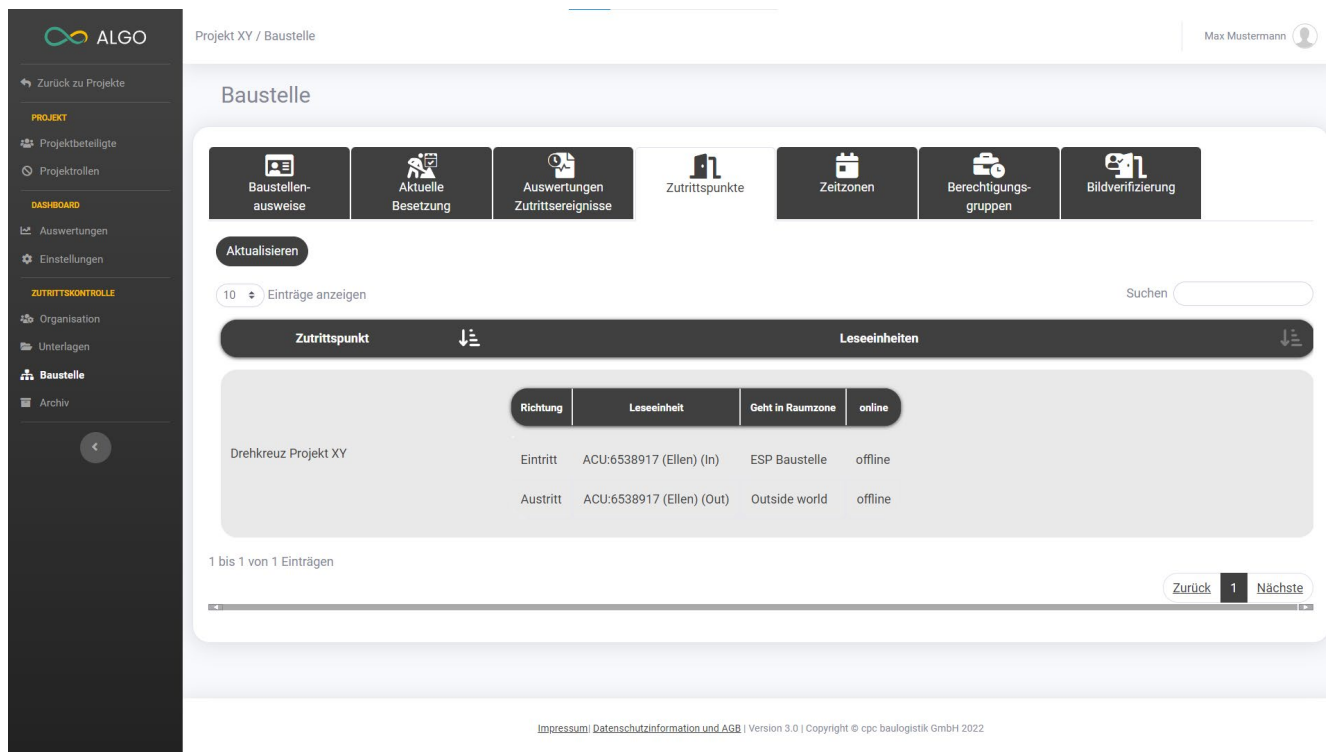 ALGO
Projekt XY / Baustelle
Max Mustermann
Zurück zu Projekte
PROJEKT
Projektbeteiligte
Projektrollen
DASHBOARD
Auswertungen
Einstellungen
ZUTRITTSKONTROLLE
Organisation
Unterlagen
Baustelle
Archiv
Baustelle
Baustellen-
ausweise
Aktuelle
Besetzung
Auswertungen
Zutrittsereignisse
Zutrittspunkte
Zeitzonen
Berechtigungs-
gruppen
Bildverifizierung
Aktualisieren
10 Einträge anzeigen
Suchen
Zutrittspunkt Leseeinheiten
Richtung Leseeinheit Geht in Raumzone online
Drehkreuz Projekt XY
Eintritt ACU:6538917 (Ellen) (In) ESP Baustelle offline
Austritt ACU:6538917 (Ellen) (Out) Outside world offline
1 bis 1 von 1 Einträgen
Zurück 1 Nächste
Impressum| Datenschutzinformation und AGB | Version 3.0 | Copyright © cpc baulogistik GmbH 2022